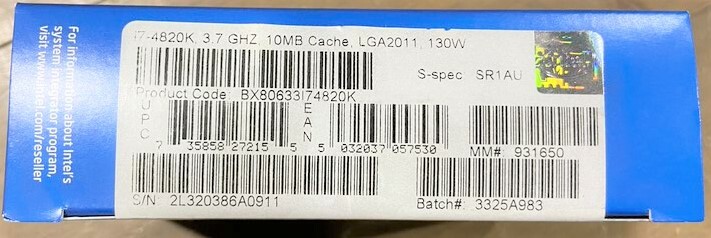 For information about Intel's
system integrator program,
visit www.intel.com/reseller
i7-4820K, 3.7 GHZ, 10MB Cache, LGA2011, 130W
S-spec: SR1AU
Product Code: BX80633I74820K
UPC
7 35858 27215 5
EAN
5 032037 057530
MM#: 931650
S/N: 2L320386A0911
Batch#: 3325A983